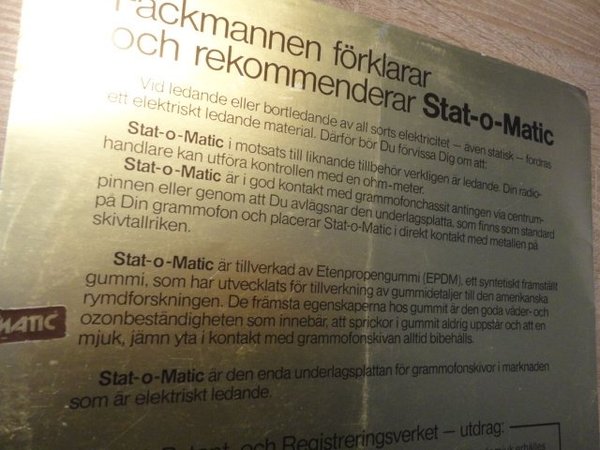 Fackmannen förklarar
och rekommenderar Stat-o-Matic
Vid ledande eller bortledande av all sorts elektricitet – även statisk – fordras
ett elektriskt ledande material. Därför bör Du förvissa Dig om att:
Stat-o-Matic i motsats till liknande tillbehör verkligen är ledande. Din radio-
handlare kan utföra kontrollen med en ohm-meter.
Stat-o-Matic är i god kontakt med grammofonchassit antingen via centrum-
pinnen eller genom att Du avlägsnar den underlagsplatta, som finns som standard
på Din grammofon och placerar Stat-o-Matic i direkt kontakt med metallen på
skivtallriken.
Stat-o-Matic är tillverkad av Etenpropengummi (EPDM), ett syntetiskt framställt
gummi, som har utvecklats för tillverkning av gummidetaljer till den amerikanska
rymdforskningen. De främsta egenskaperna hos gummit är den goda väder- och
ozonbeständigheten som innebär, att sprickor i gummit aldrig uppstår och att en
mjuk, jämn yta i kontakt med grammofonskivan alltid bibehålls.
MATIC
Stat-o-Matic är den enda underlagsplattan för grammofonskivor i marknaden
som är elektriskt ledande.
Patent- och Registreringsverket – utdrag: